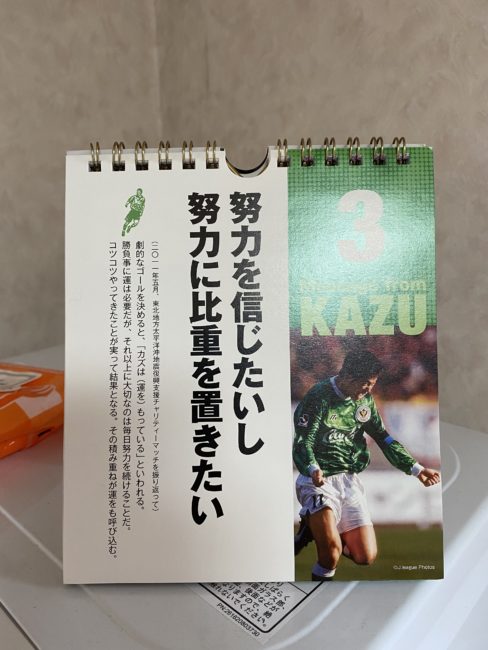 3
Message from
KAZU
努力を信じたいし
努力に比重を置きたい
(二〇一一年五月、東北地方太平洋沖地震復興支援チャリティーマッチを振り返って)
劇的なゴールを決めると、「カズは(運を)もっている」といわれる。
勝負事に運は必要だが、それ以上に大切なのは毎日努力を続けることだ。
コツコツやってきたことが実って結果となる。その積み重ねが運をも呼び込む。
11
©J.league Photos
PN:261620803730